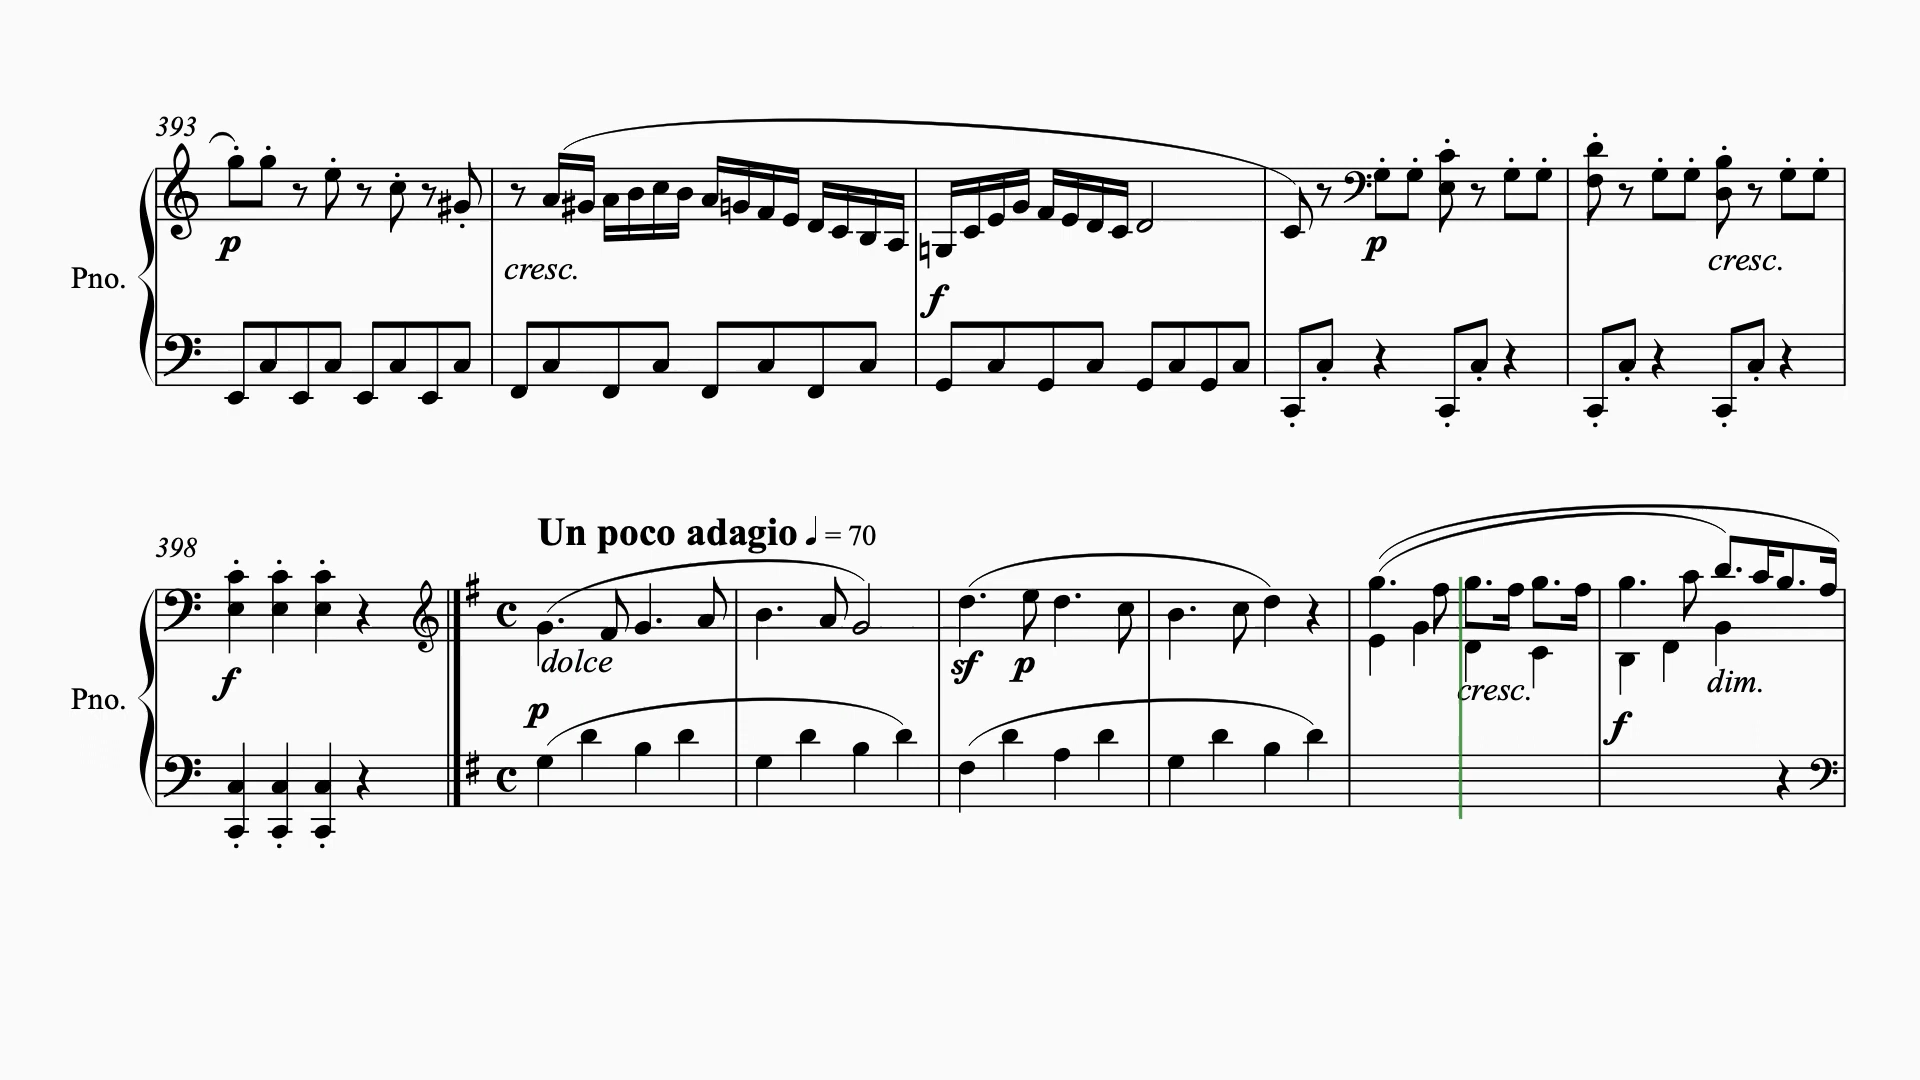 393
p
cresc.
f
p
cresc.
Pno.
398
Un poco adagio ♩ = 70
dolce
sf p
cresc.
dim.
f
p
f
Pno.